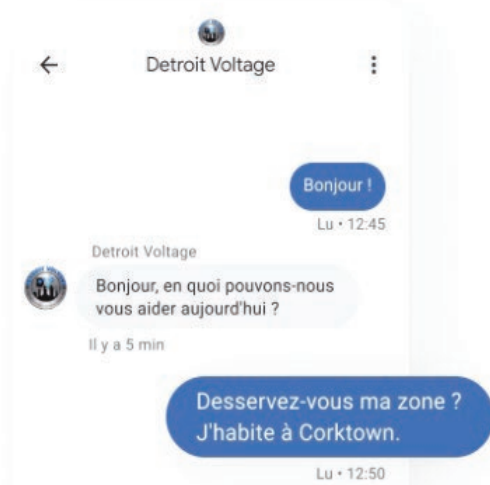 Detroit Voltage
Bonjour !
Lu • 12:45
Detroit Voltage
Bonjour, en quoi pouvons-nous
vous aider aujourd'hui ?
Il y a 5 min
Desservez-vous ma zone ?
J'habite à Corktown.
Lu • 12:50